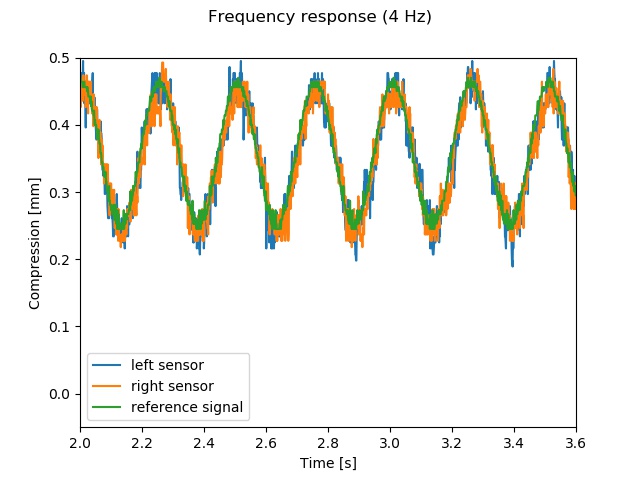 Frequency response (4 Hz)
Compression [mm]
0.5
0.4
0.3
0.2
0.1
0.0
left sensor
right sensor
reference signal
2.0 2.2 2.4 2.6 2.8 3.0 3.2 3.4 3.6
Time [s]